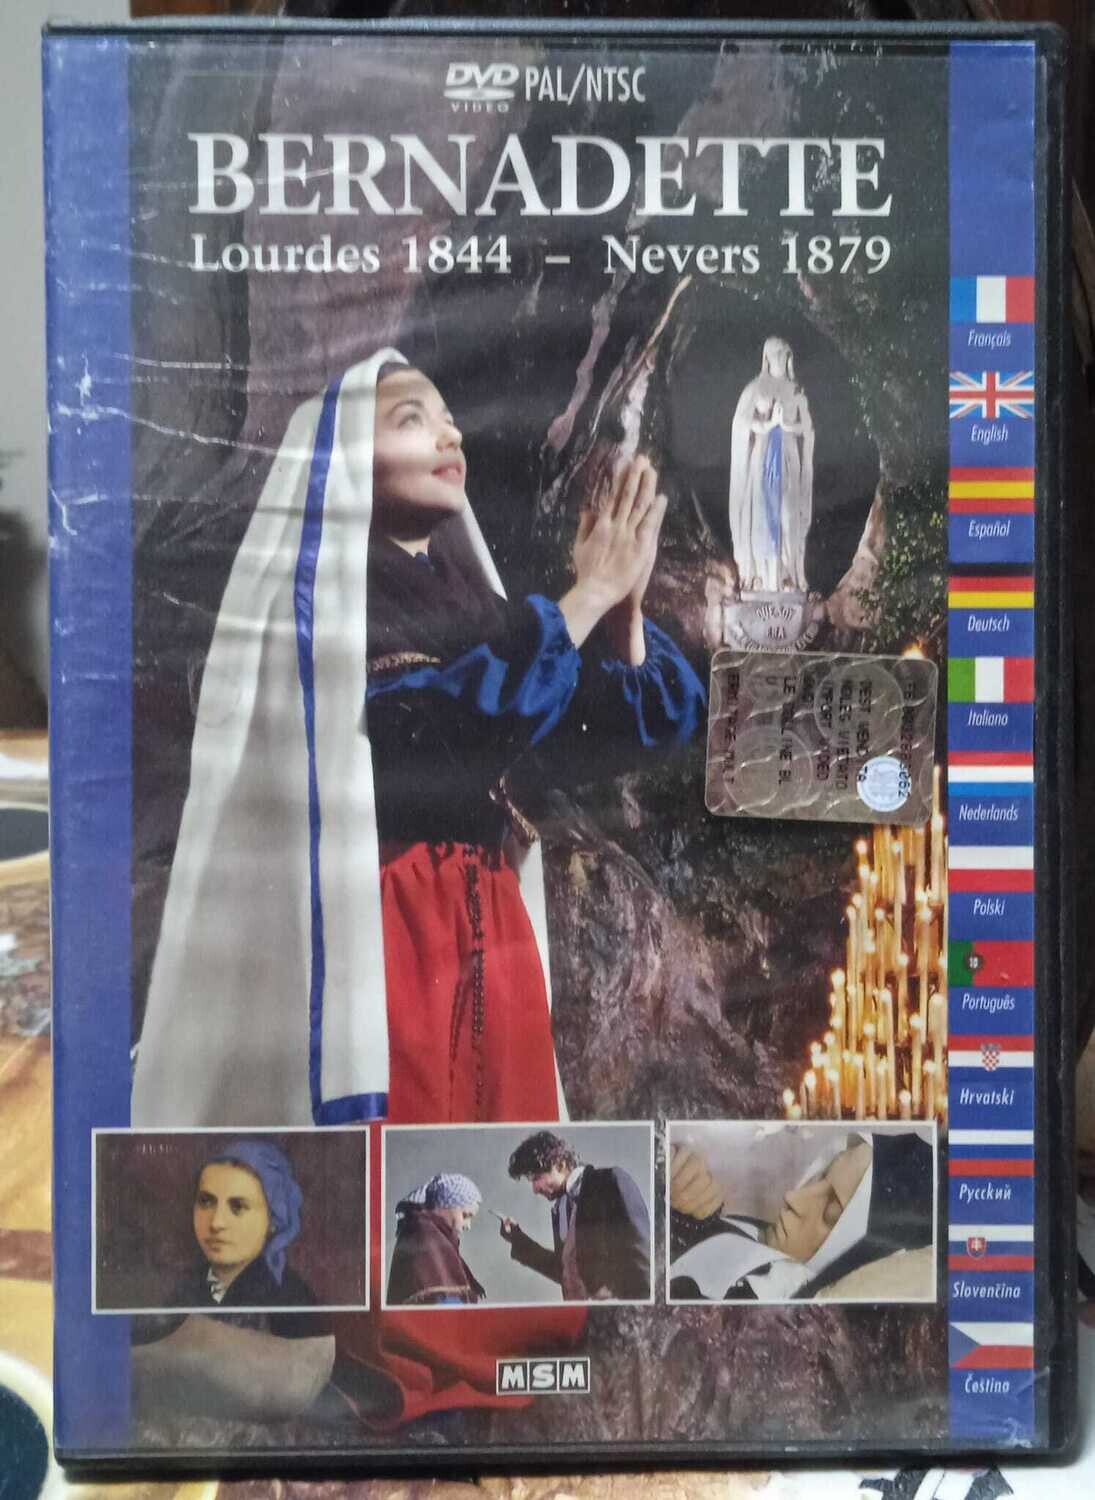 DVD VIDEO PAL/NTSC
BERNADETTE
Lourdes 1844 – Nevers 1879
Français
English
Español
Deutsch
Italiano
Nederlands
Polski
Português
Hrvatski
Русский
Slovenčina
Čeština
MSM